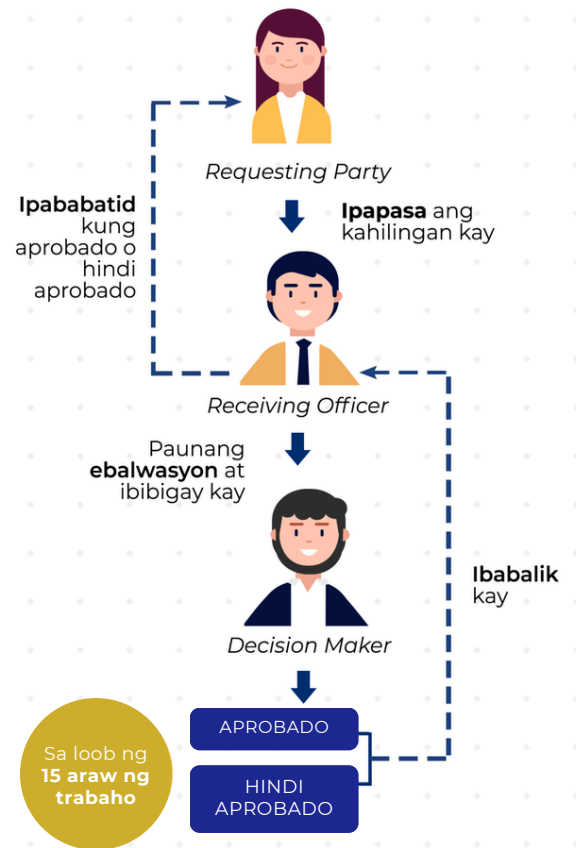 Requesting Party
Ipapasa ang
kahilingan kay
Ipababatid
kung
aprobado o
hindi
aprobado
Receiving Officer
Paunang
ebalwasyon at
ibibigay kay
Decision Maker
Ibabalik
kay
APROBADO
HINDI
APROBADO
Sa loob ng
15 araw ng
trabaho